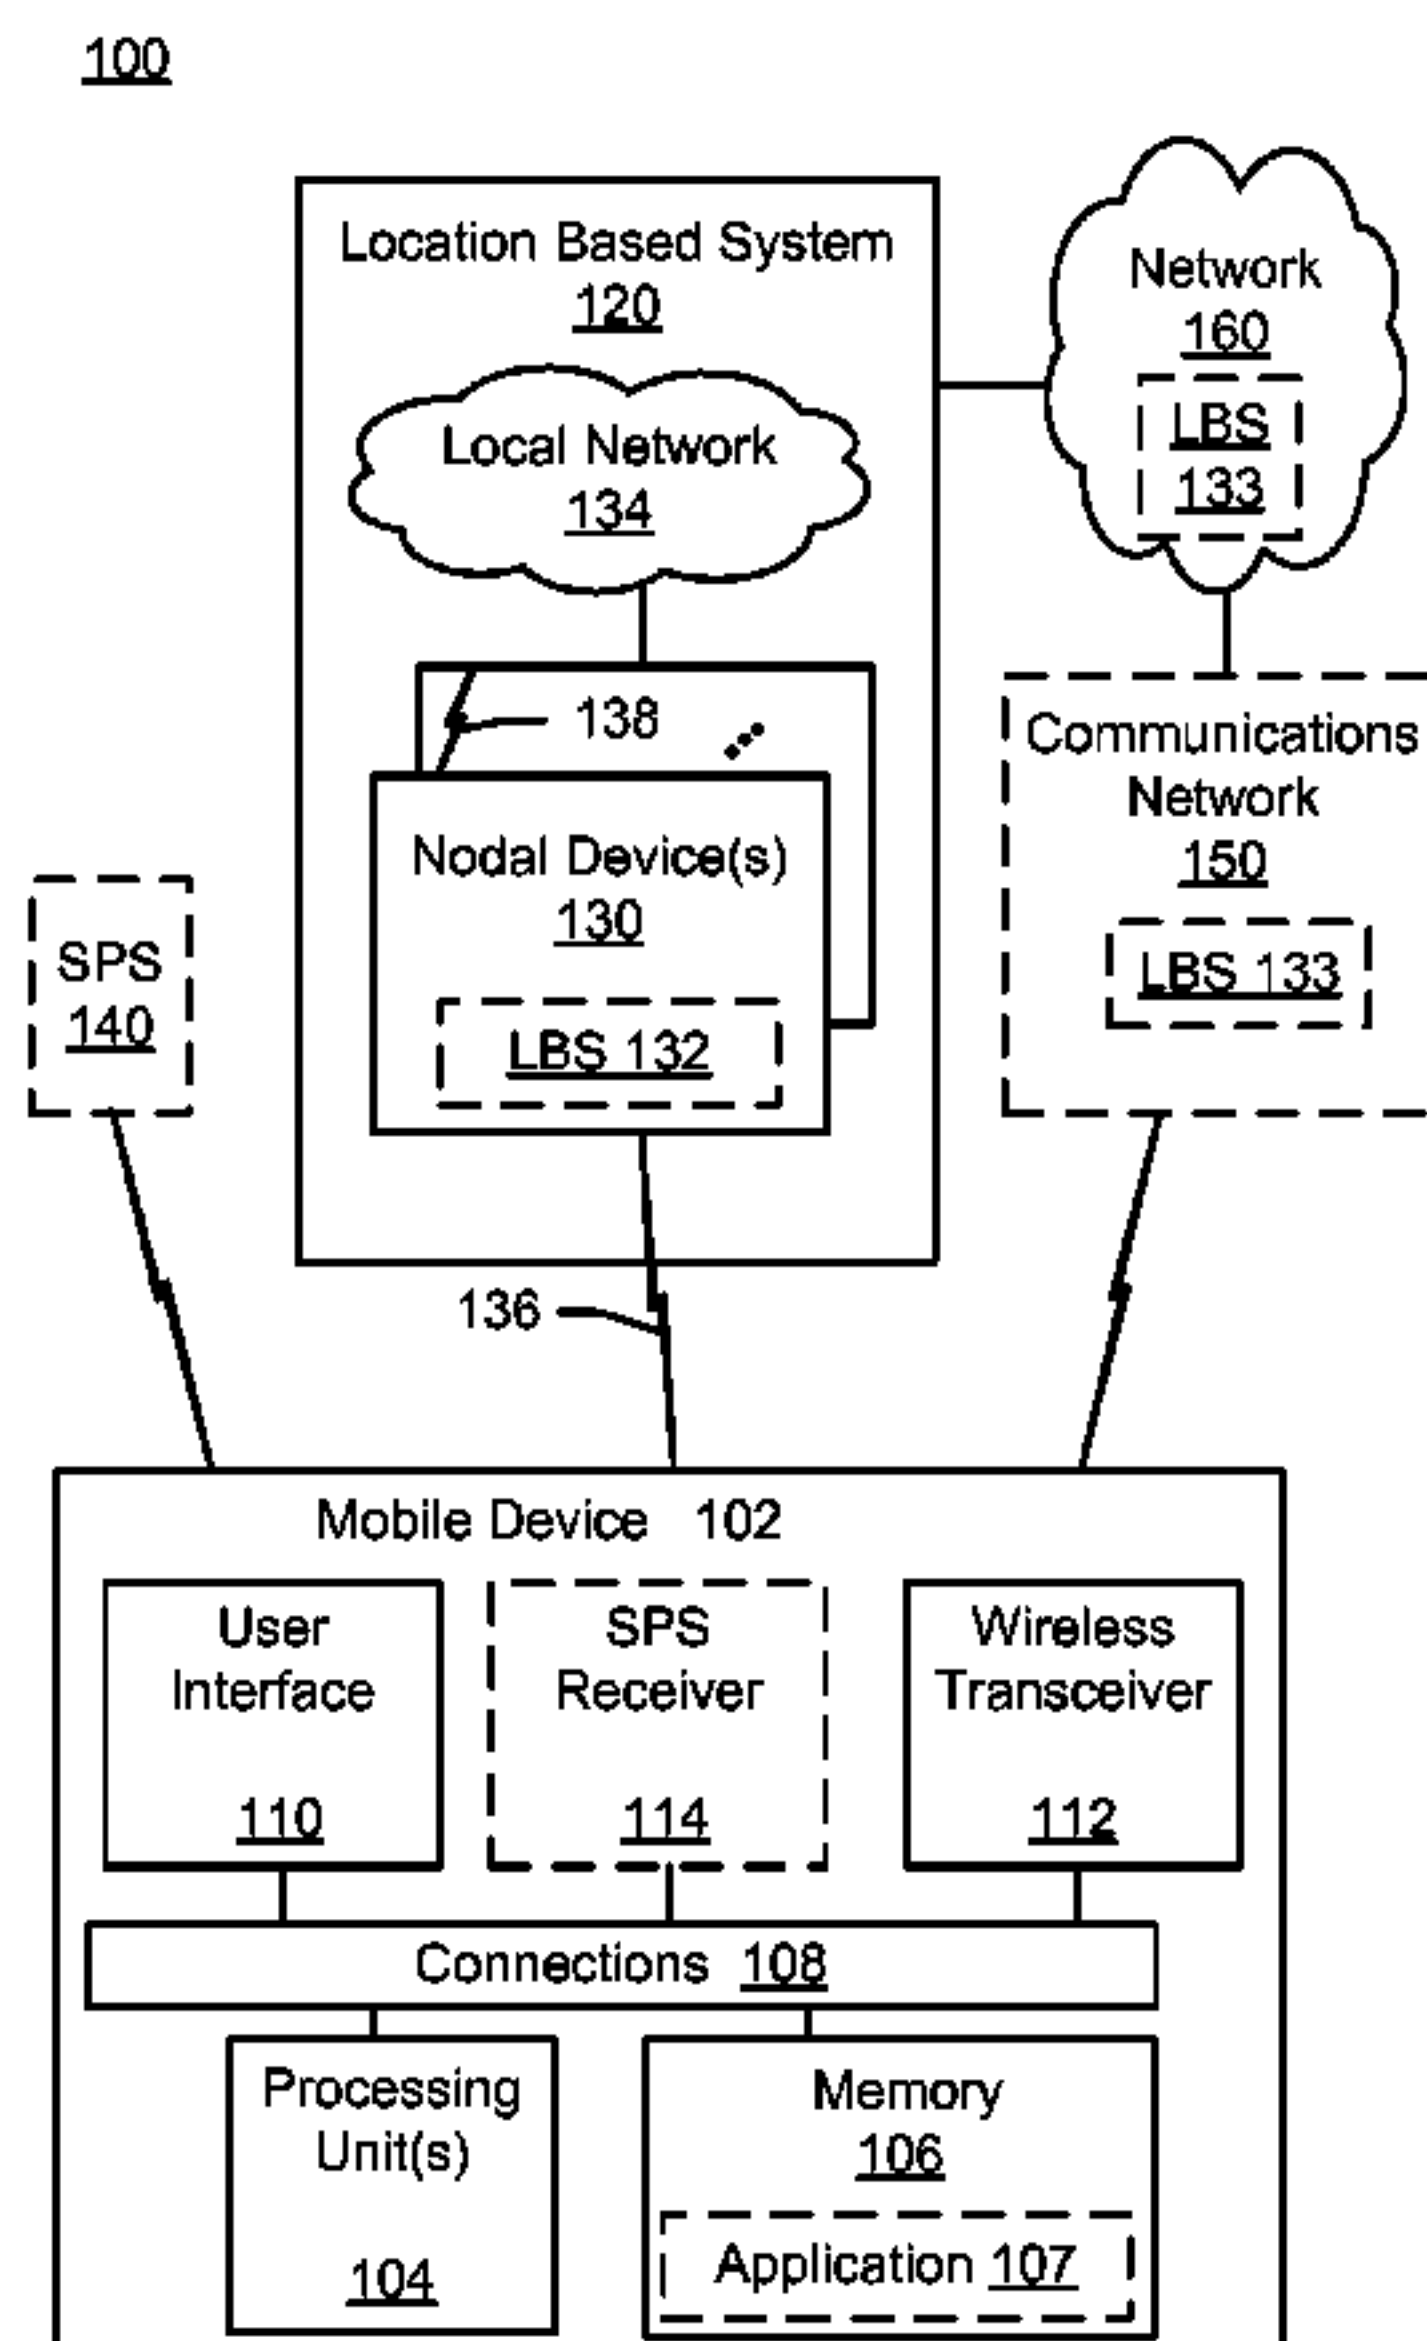 100
Location Based System
120
Local Network
134
138
Nodal Device(s)
130
LBS 132
Network
160
LBS
133
Communications
Network
150
LBS 133
SPS
140
136
Mobile Device 102
User
Interface
110
SPS
Receiver
114
Wireless
Transceiver
112
Connections 108
Processing
Unit(s)
104
Memory
106
Application 107